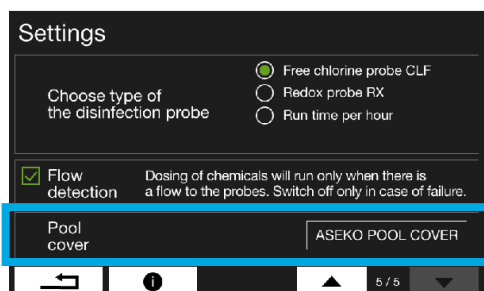 Settings
Choose type of
the disinfection probe
Free chlorine probe CLF
Redox probe RX
Run time per hour
Flow
detection
Dosing of chemicals will run only when there is
a flow to the probes. Switch off only in case of failure.
Pool
cover
ASEKO POOL COVER
i
5/5